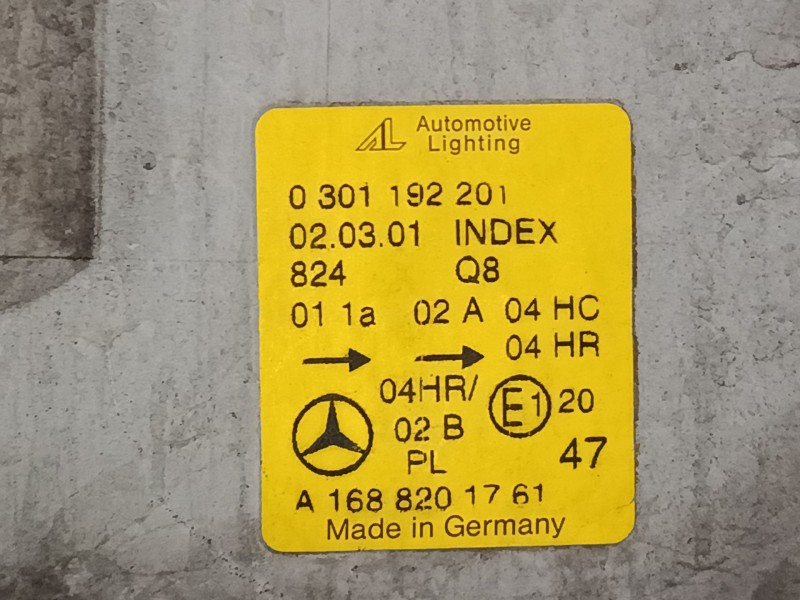 AL Automotive
Lighting
0 301 192 201
02.03.01 INDEX
824 Q8
01 1a 02 A 04 HC
04 HR
04HR/
E1 20
02 B
PL 47
A 168 820 17 61
Made in Germany